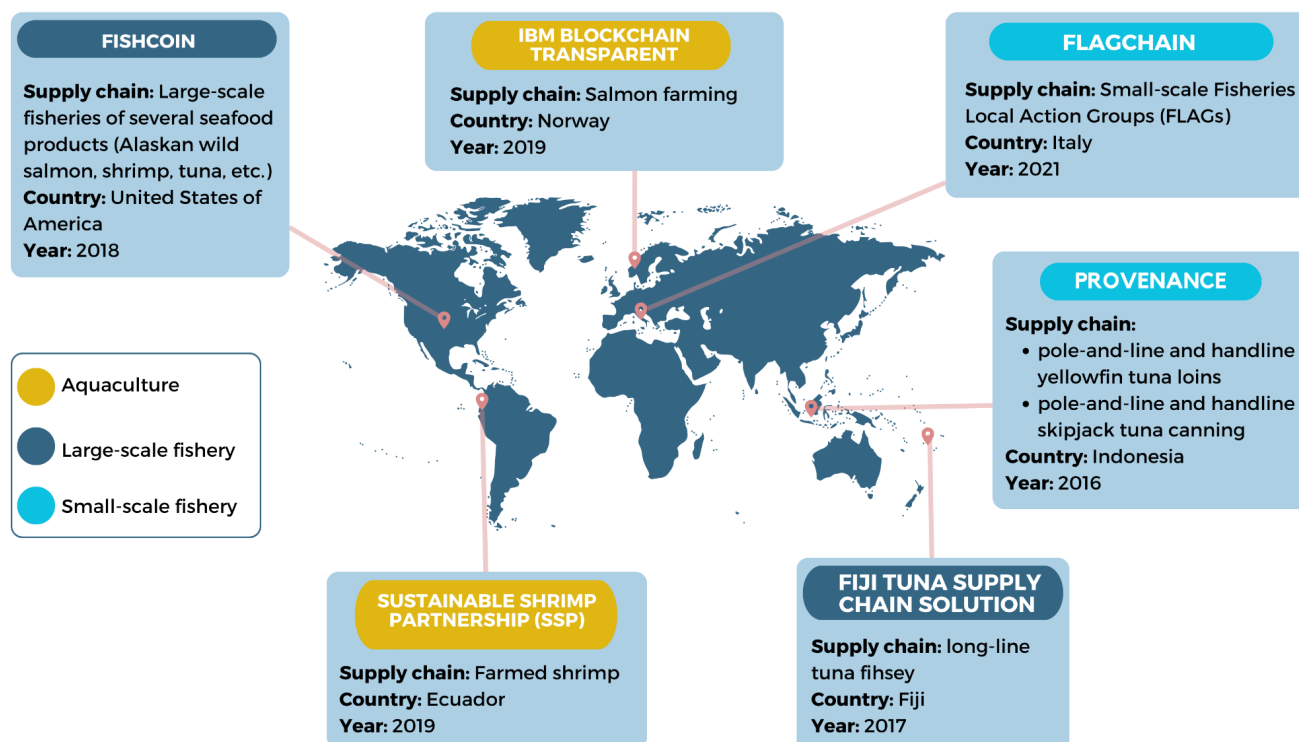 FISHCOIN
Supply chain: Large-scale
fisheries of several seafood
products (Alaskan wild
salmon, shrimp, tuna, etc.)
Country: United States of
America
Year: 2018
IBM BLOCKCHAIN
TRANSPARENT
Supply chain: Salmon farming
Country: Norway
Year: 2019
FLAGCHAIN
Supply chain: Small-scale Fisheries
Local Action Groups (FLAGs)
Country: Italy
Year: 2021
PROVENANCE
Supply chain:
• pole-and-line and handline
yellowfin tuna loins
• pole-and-line and handline
skipjack tuna canning
Country: Indonesia
Year: 2016
Aquaculture
Large-scale fishery
Small-scale fishery
SUSTAINABLE SHRIMP
PARTNERSHIP (SSP)
Supply chain: Farmed shrimp
Country: Ecuador
Year: 2019
FIJI TUNA SUPPLY
CHAIN SOLUTION
Supply chain: long-line
tuna fihsey
Country: Fiji
Year: 2017